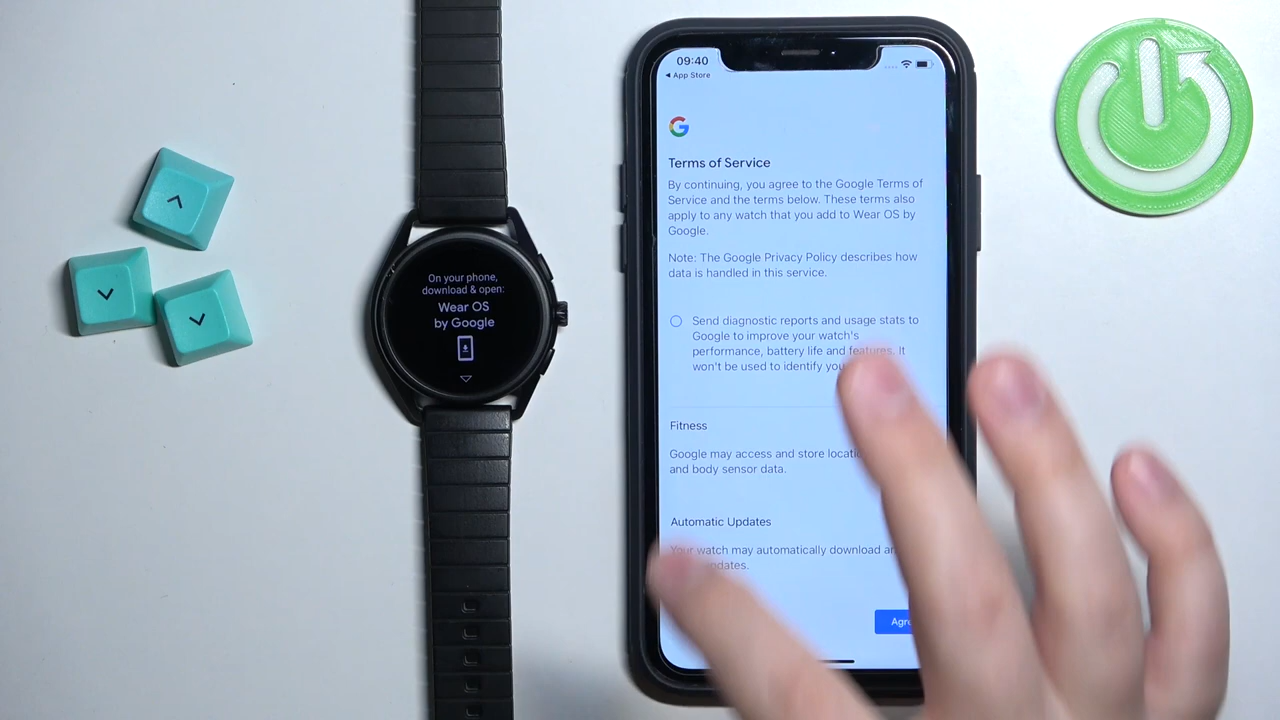 On your phone,
download & open:
Wear OS
by Google
09:40
App Store
Terms of Service
By continuing, you agree to the Google Terms of
Service and the terms below. These terms also
apply to any watch that you add to Wear OS by
Google.
Note: The Google Privacy Policy describes how
data is handled in this service.
Send diagnostic reports and usage stats to
Google to improve your watch's
performance, battery life and features. It
won't be used to identify you
Fitness
Google may access and store
and body sensor data.
Automatic Updates
Your watch may automatically download